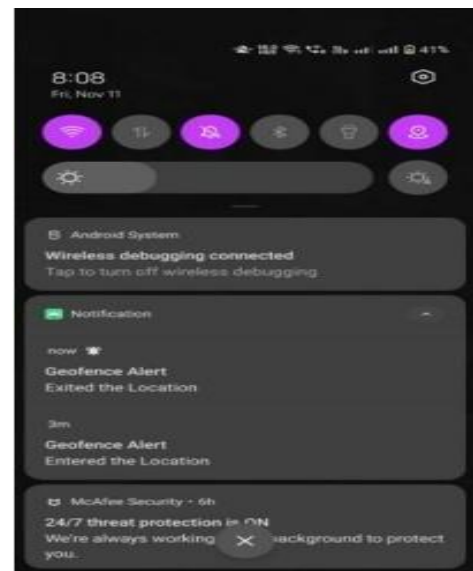 41%
8:08
Fri, Nov 11
Android System
Wireless debugging connected
Tap to turn off wireless debugging
Notification
now
Geofence Alert
Exited the Location
3m
Geofence Alert
Entered the Location
McAfee Security • 6h
24/7 threat protection is ON
We're always working background to protect
you.